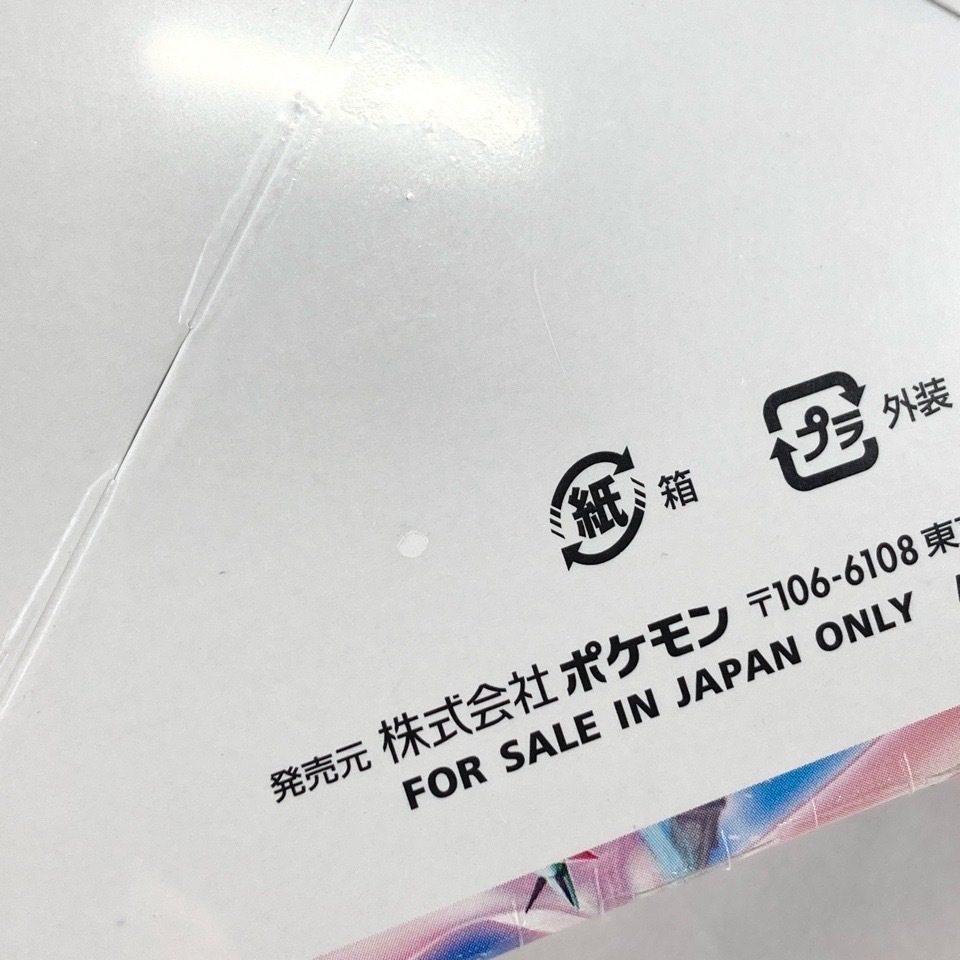 プラ 外装
紙 箱
発売元 株式会社 ポケモン 〒106-6108 東
FOR SALE IN JAPAN ONLY